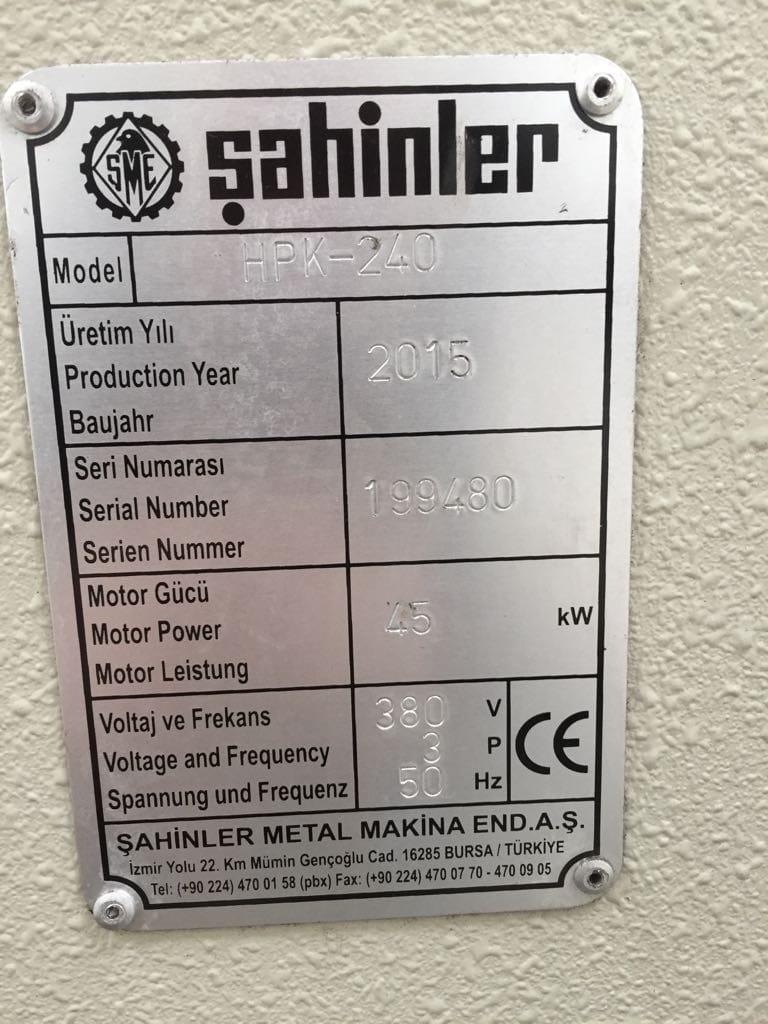 SME şahinler
Model HPK-240
Üretim Yılı
Production Year 2015
Baujahr
Seri Numarası
Serial Number 199480
Serien Nummer
Motor Gücü
Motor Power 45 kW
Motor Leistung
Voltaj ve Frekans 380 V
Voltage and Frequency 3 P
Spannung und Frequenz 50 Hz
CE
ŞAHİNLER METAL MAKİNA END.A.Ş.
İzmir Yolu 22. Km Mümin Gençoğlu Cad. 16285 BURSA / TÜRKİYE
Tel: (+90 224) 470 01 58 (pbx) Fax: (+90 224) 470 07 70 - 470 09 05